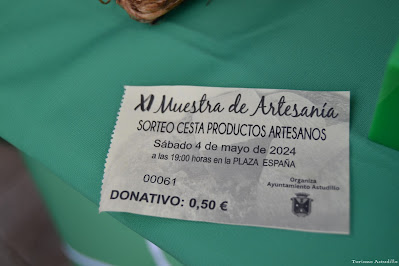 XI Muestra de Artesanía
SORTEO CESTA PRODUCTOS ARTESANOS
Sábado 4 de mayo de 2024
a las 19:00 horas en la PLAZA ESPAÑA
Organiza
Ayuntamiento Astudillo
00061
DONATIVO: 0,50 €
Turismo Astudillo